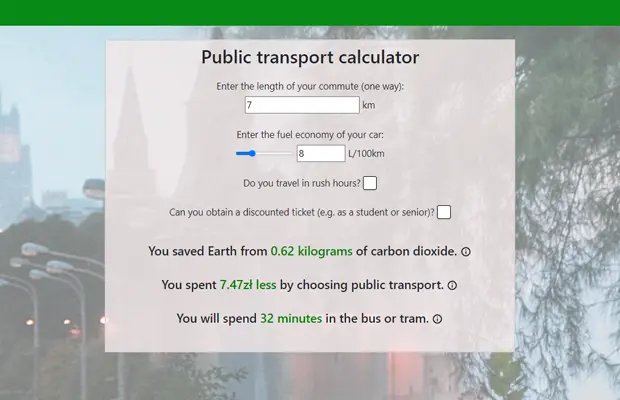 Public transport calculator
Enter the length of your commute (one way):
7 km
Enter the fuel economy of your car:
8 L/100km
Do you travel in rush hours?
Can you obtain a discounted ticket (e.g. as a student or senior)?
You saved Earth from 0.62 kilograms of carbon dioxide.
You spent 7.47zł less by choosing public transport.
You will spend 32 minutes in the bus or tram.